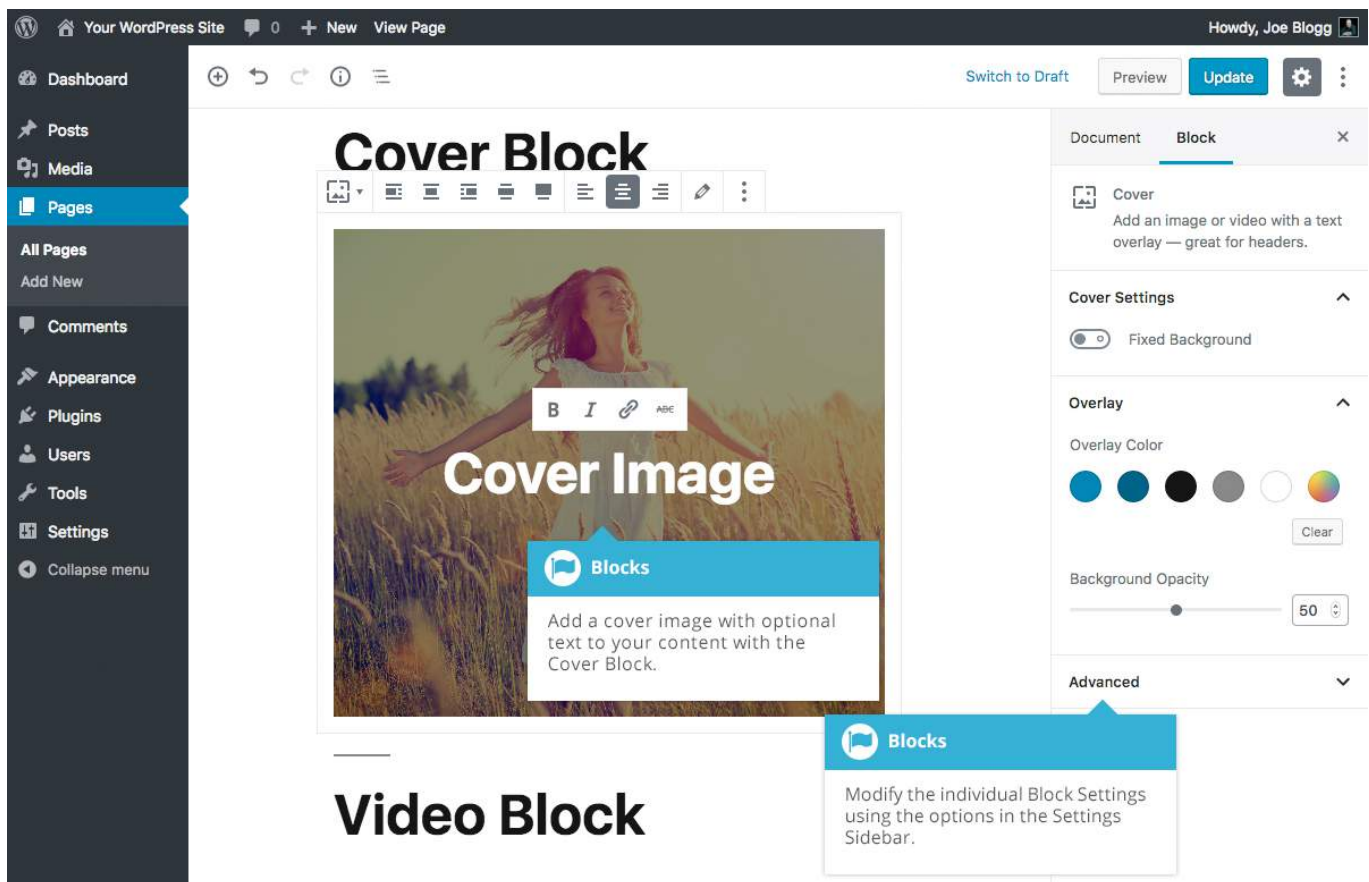 Your WordPress Site 0 New View Page Howdy, Joe Blogg
Dashboard
Posts
Media
Pages
All Pages
Add New
Comments
Appearance
Plugins
Users
Tools
Settings
Collapse menu
Switch to Draft Preview Update
Cover Block
B I ABC
Cover Image
Blocks
Add a cover image with optional
text to your content with the
Cover Block.
Video Block
Document Block
Cover
Add an image or video with a text
overlay — great for headers.
Cover Settings
Fixed Background
Overlay
Overlay Color
Clear
Background Opacity
50
Advanced
Blocks
Modify the individual Block Settings
using the options in the Settings
Sidebar.